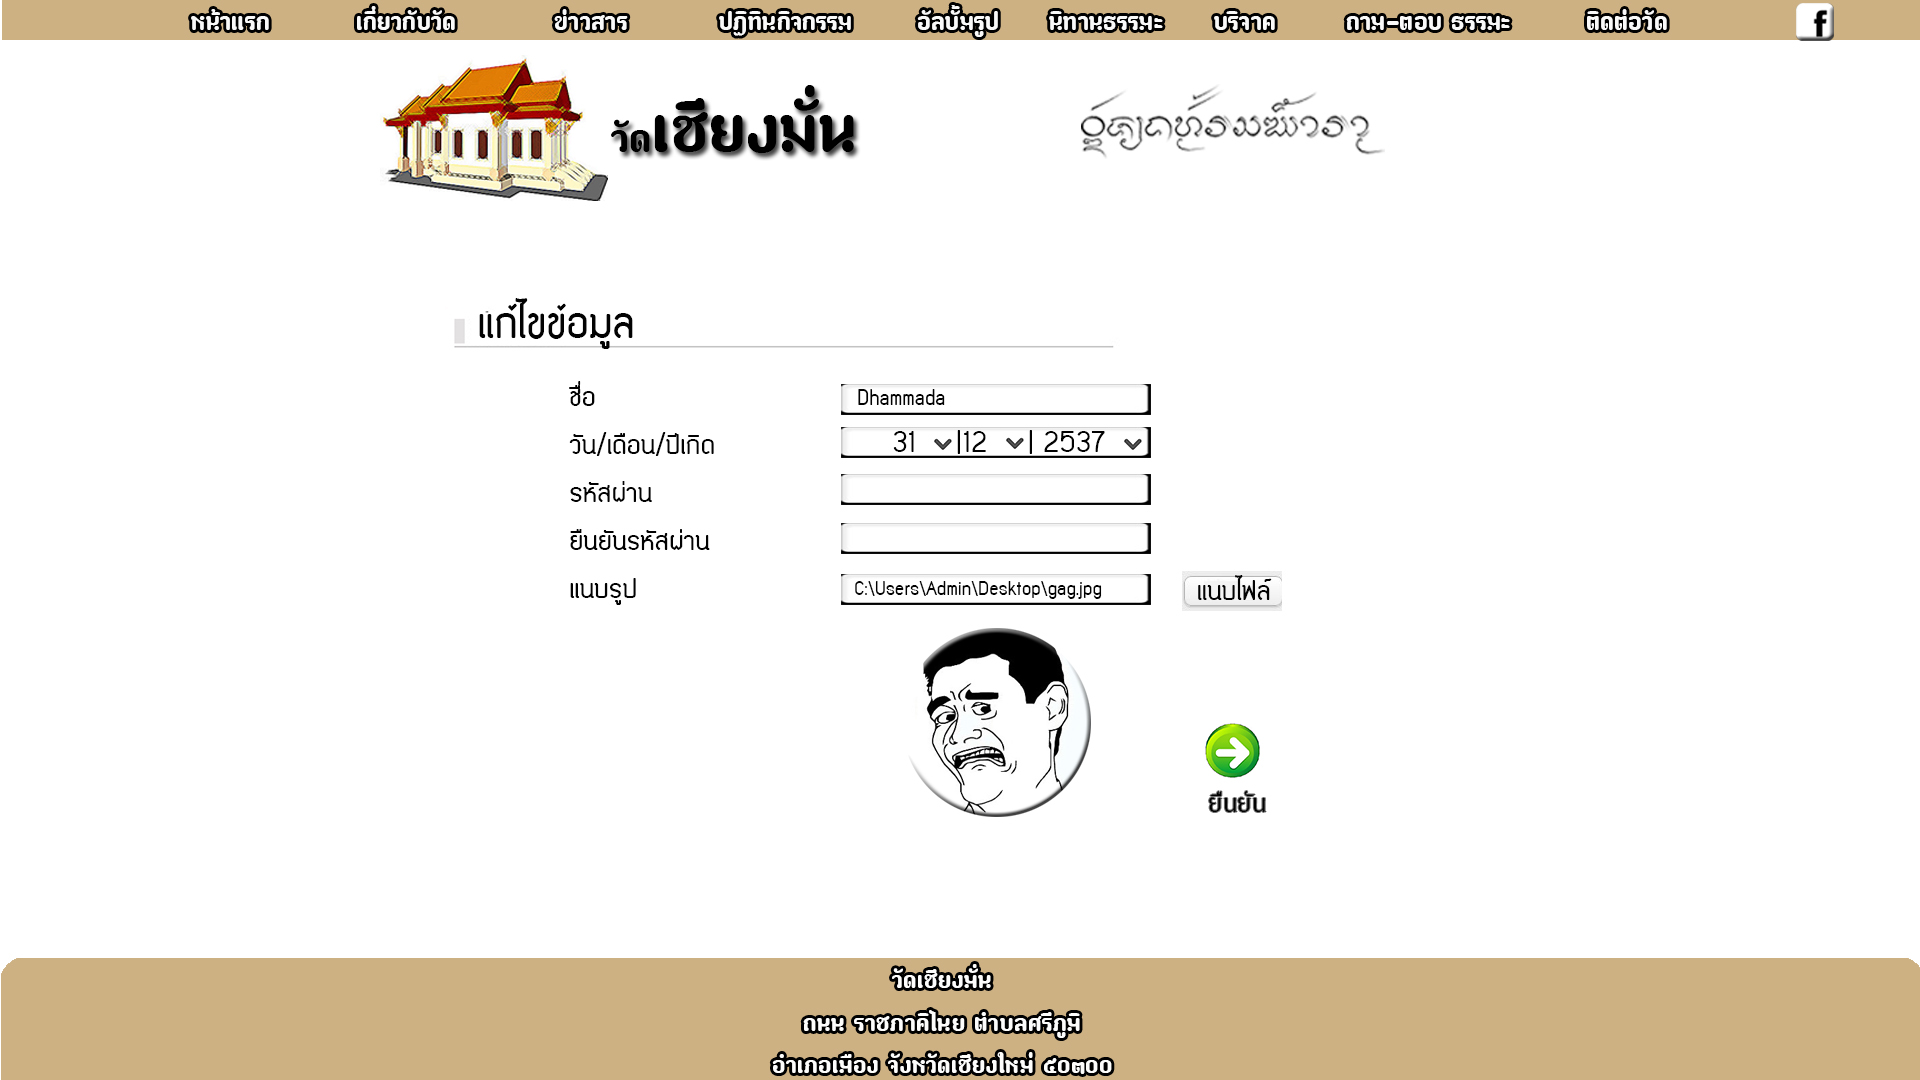 หน้าแรก เกี่ยวกับวัด ข่าวสาร ปฏิทินกิจกรรม อัลบั้มรูป นิทานธรรมะ บริจาค ถาม-ตอบ ธรรมะ ติดต่อวัด f
วัดเชียงมั่น
แก้ไขข้อมูล
ชื่อ Dhammada
วัน/เดือน/ปีเกิด 31 |12 | 2537
รหัสผ่าน
ยืนยันรหัสผ่าน
แนบรูป C:\Users\Admin\Desktop\gag.jpg แนบไฟล์
ยืนยัน
วัดเชียงมั่น
ถนน ราชภาคิไนย ตำบลศรีภูมิ
อำเภอเมือง จังหวัดเชียงใหม่ ๕๐๓๐๐